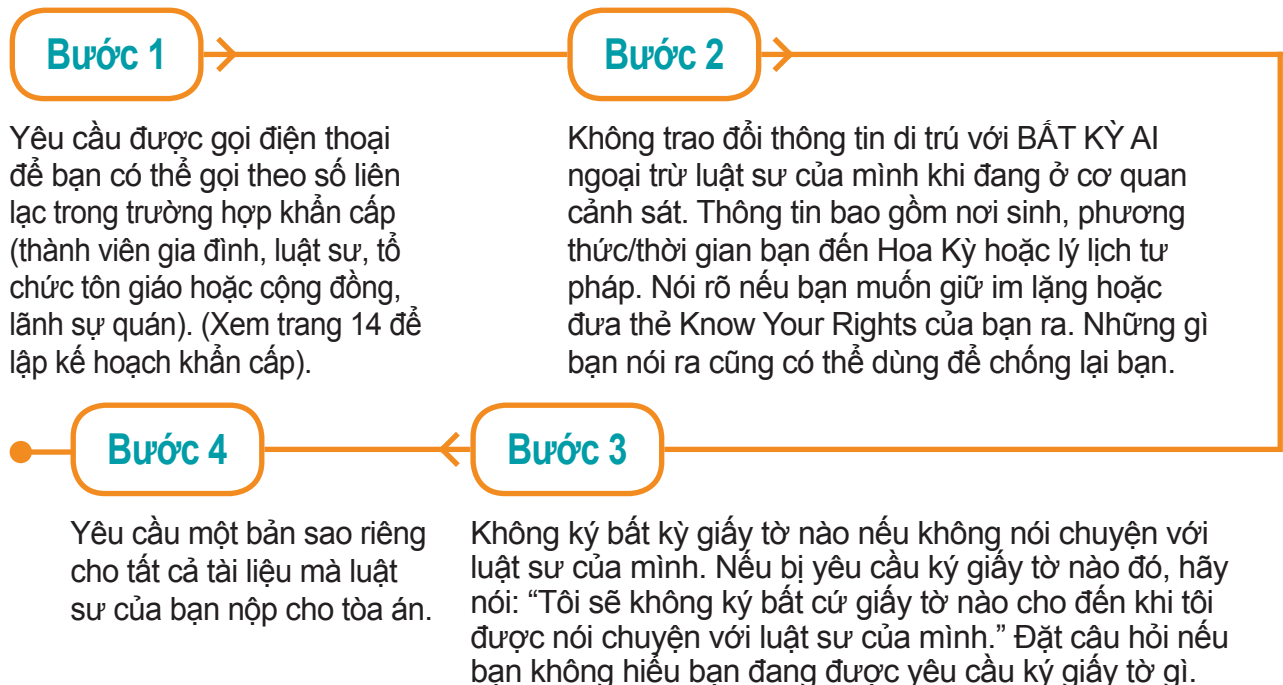 Bước 1
Yêu cầu được gọi điện thoại
để bạn có thể gọi theo số liên
lạc trong trường hợp khẩn cấp
(thành viên gia đình, luật sư, tổ
chức tôn giáo hoặc cộng đồng,
lãnh sự quán). (Xem trang 14 để
lập kế hoạch khẩn cấp).
Bước 2
Không trao đổi thông tin di trú với BẤT KỲ AI
ngoại trừ luật sư của mình khi đang ở cơ quan
cảnh sát. Thông tin bao gồm nơi sinh, phương
thức/thời gian bạn đến Hoa Kỳ hoặc lý lịch tư
pháp. Nói rõ nếu bạn muốn giữ im lặng hoặc
đưa thẻ Know Your Rights của bạn ra. Những gì
bạn nói ra cũng có thể dùng để chống lại bạn.
Bước 3
Không ký bất kỳ giấy tờ nào nếu không nói chuyện với
luật sư của mình. Nếu bị yêu cầu ký giấy tờ nào đó, hãy
nói: “Tôi sẽ không ký bất cứ giấy tờ nào cho đến khi tôi
được nói chuyện với luật sư của mình.” Đặt câu hỏi nếu
bạn không hiểu bạn đang được yêu cầu ký giấy tờ gì.
Bước 4
Yêu cầu một bản sao riêng
cho tất cả tài liệu mà luật
sư của bạn nộp cho tòa án.